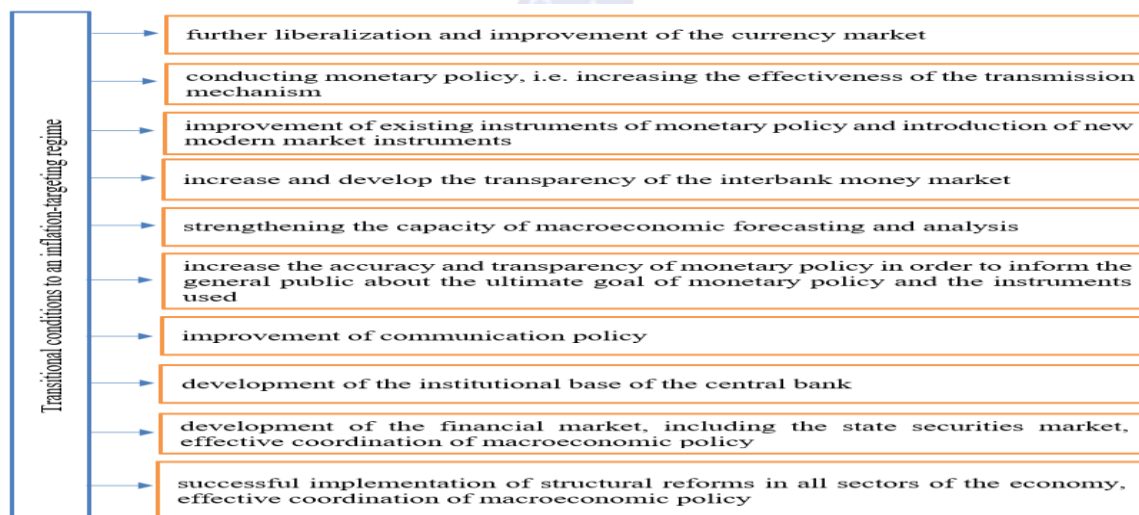 Transitional conditions to an inflation-targeting regime
further liberalization and improvement of the currency market
conducting monetary policy, i.e. increasing the effectiveness of the transmission
mechanism
improvement of existing instruments of monetary policy and introduction of new
modern market instruments
increase and develop the transparency of the interbank money market
strengthening the capacity of macroeconomic forecasting and analysis
increase the accuracy and transparency of monetary policy in order to inform the
general public about the ultimate goal of monetary policy and the instruments
used
improvement of communication policy
development of the institutional base of the central bank
development of the financial market, including the state securities market,
effective coordination of macroeconomic policy
successful implementation of structural reforms in all sectors of the economy,
effective coordination of macroeconomic policy